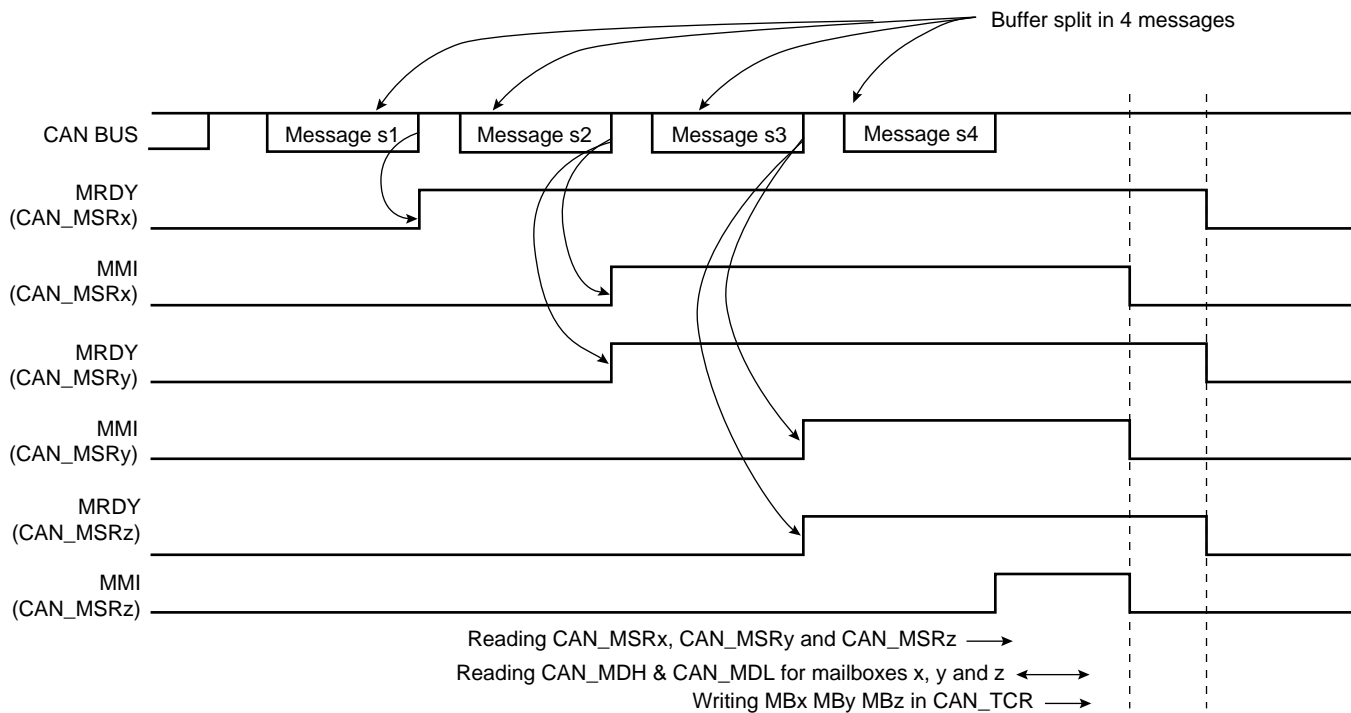 Buffer split in 4 messages
CAN BUS
Message s1
Message s2
Message s3
Message s4
MRDY
(CAN_MSRx)
MMI
(CAN_MSRx)
MRDY
(CAN_MSRy)
MMI
(CAN_MSRy)
MRDY
(CAN_MSRz)
MMI
(CAN_MSRz)
Reading CAN_MSRx, CAN_MSRy and CAN_MSRz
Reading CAN_MDH & CAN_MDL for mailboxes x, y and z
Writing MBx MBy MBz in CAN_TCR